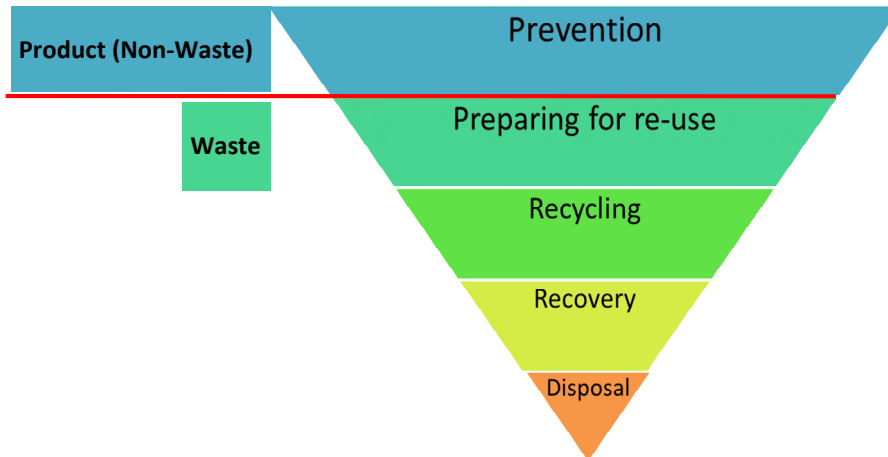 Product (Non-Waste)
Prevention
Waste
Preparing for re-use
Recycling
Recovery
Disposal